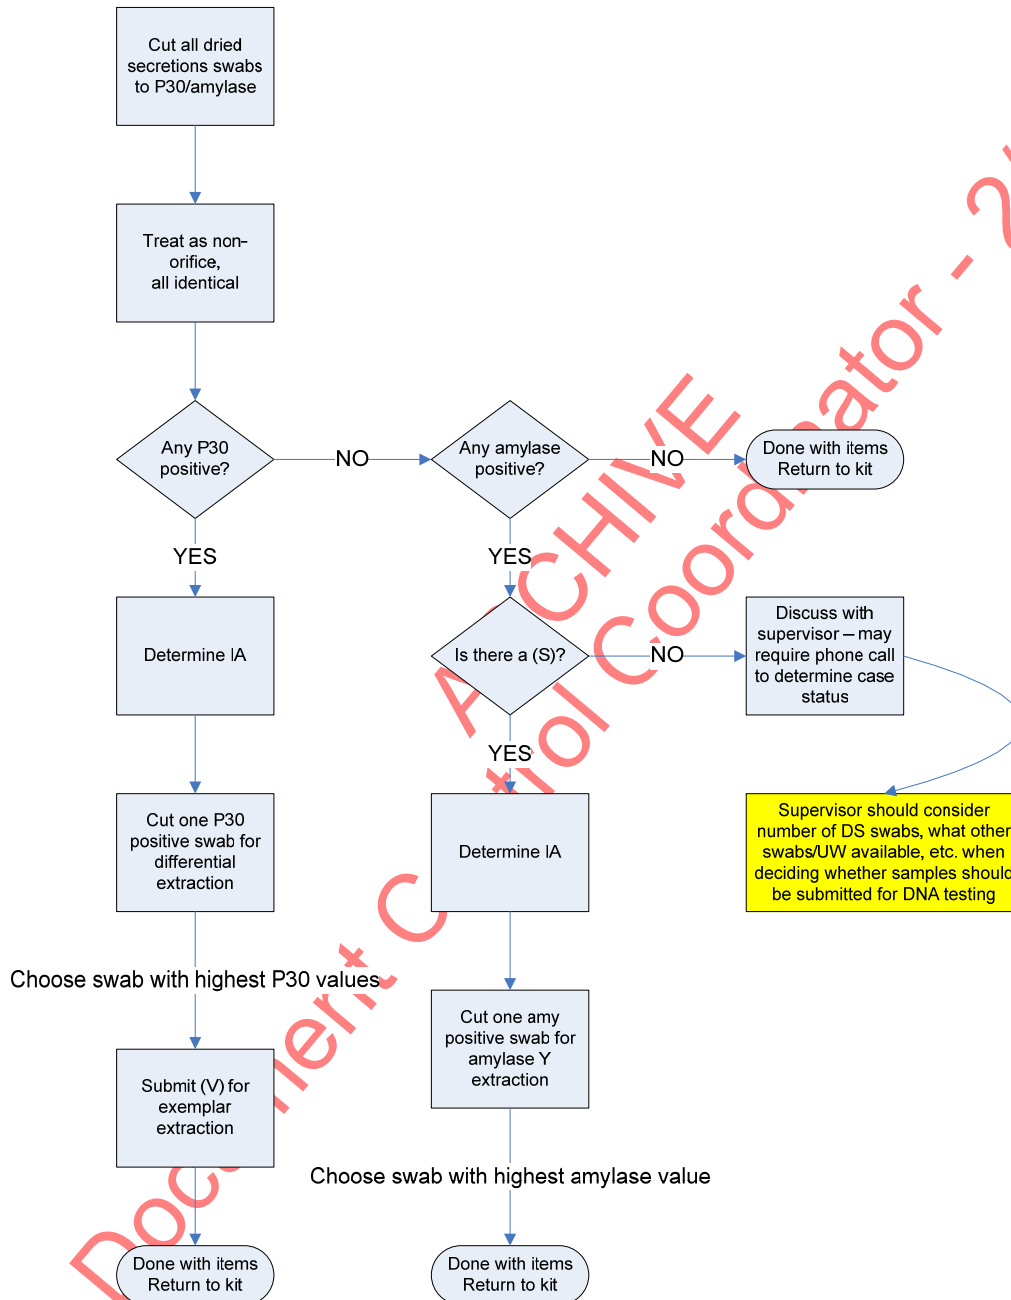 Cut all dried
secretions swabs
to P30/amylase
Treat as non-
orifice,
all identical
Any P30
positive?
NO
Any amylase
positive?
NO
Done with items
Return to kit
YES
YES
Determine IA
Is there a (S)?
NO
Discuss with
supervisor – may
require phone call
to determine case
status
YES
Cut one P30
positive swab for
differential
extraction
Determine IA
Supervisor should consider
number of DS swabs, what other
swabs/UW available, etc. when
deciding whether samples should
be submitted for DNA testing
Choose swab with highest P30 values
Cut one amy
positive swab for
amylase Y
extraction
Submit (V) for
exemplar
extraction
Choose swab with highest amylase value
Done with items
Return to kit
Done with items
Return to kit
ARCHIVE
Document Control Coordinator - 2